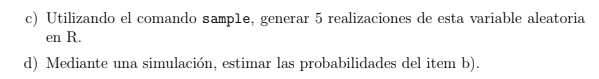 c) Utilizando el comando sample, generar 5 realizaciones de esta variable aleatoria
en R.
d) Mediante una simulación, estimar las probabilidades del item b).